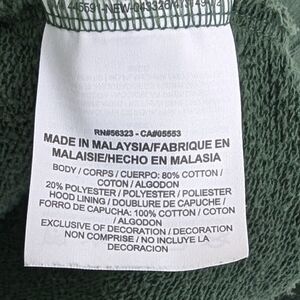 RN#56323 - CA#05553
MADE IN MALAYSIA/FABRIQUE EN
MALAISIE/HECHO EN MALASIA
BODY / CORPS / CUERPO: 80% COTTON /
COTON / ALGODON
20% POLYESTER / POLYESTER / POLIESTER
HOOD LINING / DOUBLURE DE CAPUCHE /
FORRO DE CAPUCHA: 100% COTTON / COTON
/ ALGODON
EXCLUSIVE OF DECORATION / DECORATION
NON COMPRISE / NO INCLUYE LA
DECORACION